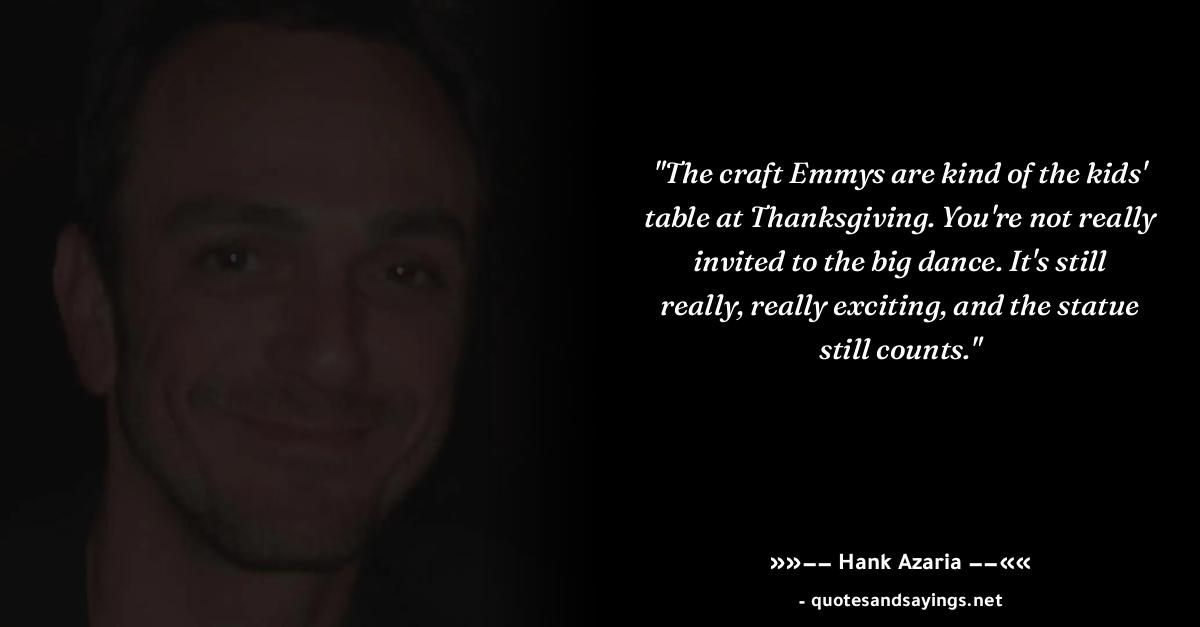 "The craft Emmys are kind of the kids'
table at Thanksgiving. You're not really
invited to the big dance. It's still
really, really exciting, and the statue
still counts."
»»−− Hank Azaria −−««
- quotesandsayings.net